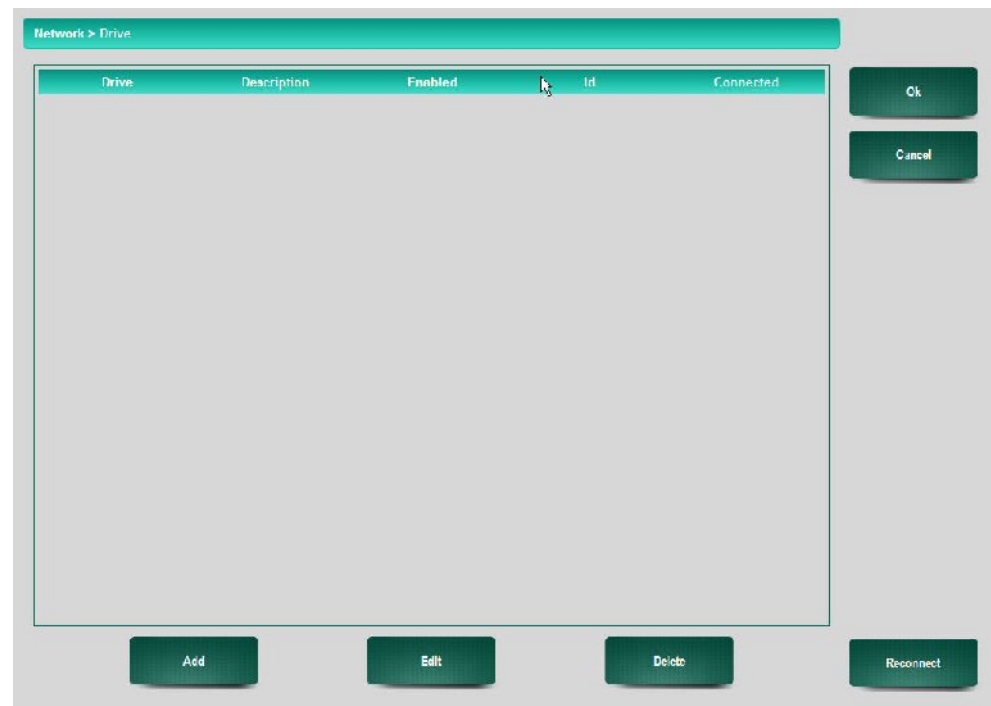 Network > Drive
Drive Description Enabled Id Connected
Ok
Cancel
Add Edit Delete Reconnect